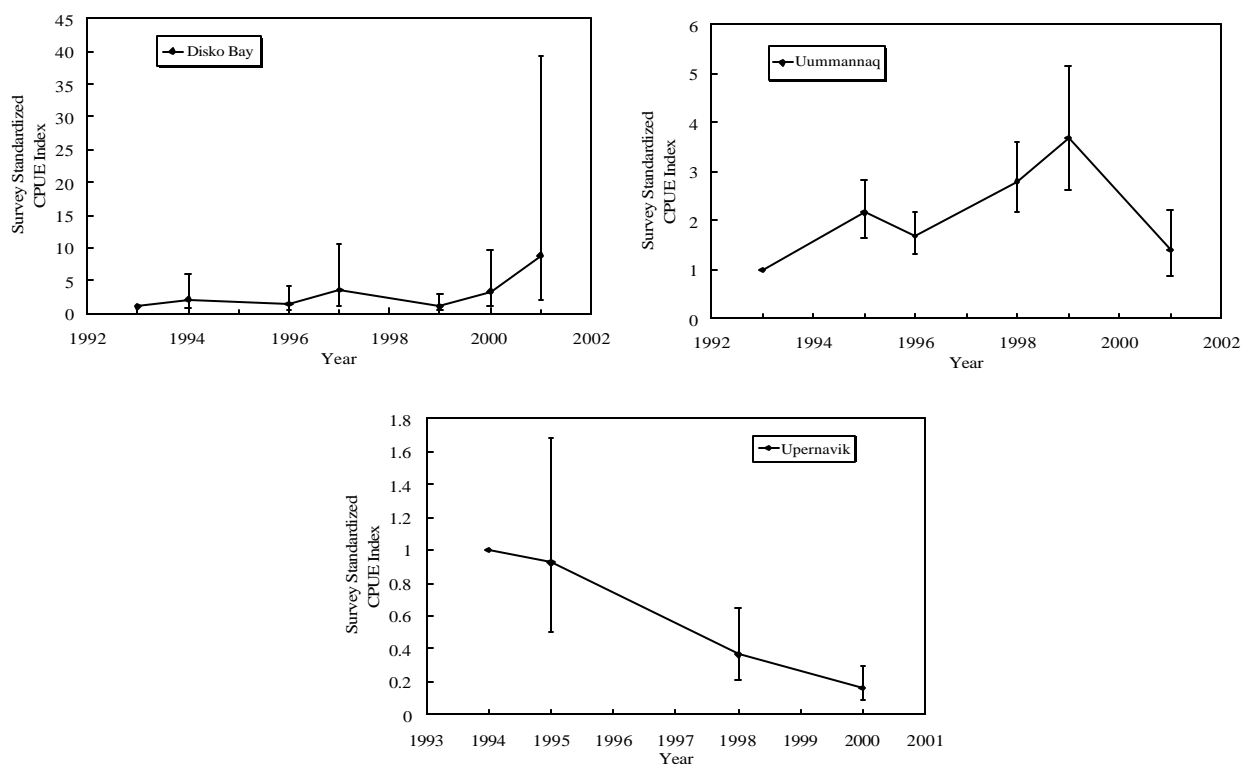 45
40
35
30
25
20
15
10
5
0
Survey Standardized
CPUE Index
Disko Bay
1992 1994 1996 1998 2000 2002
Year
6
5
4
3
2
1
0
Survey Standardized
CPUE Index
Uummannaq
1992 1994 1996 1998 2000 2002
Year
1.8
1.6
1.4
1.2
1
0.8
0.6
0.4
0.2
0
Survey Standardized
CPUE Index
Upernavik
1993 1994 1995 1996 1997 1998 1999 2000 2001
Year